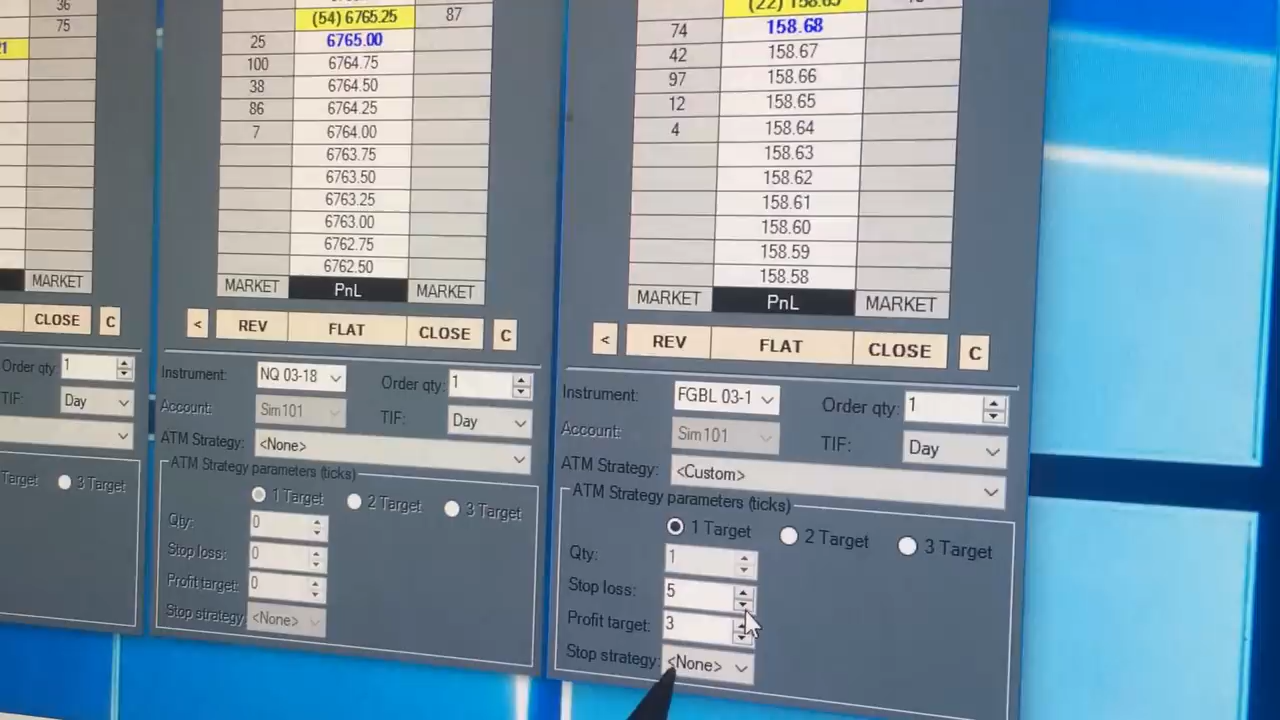 36
75
21
MARKET
CLOSE C
Order qty: 1
TIF: Day
Target 3 Target
(54) 6765.25 87
25 6765.00
100 6764.75
38 6764.50
86 6764.25
7 6764.00
6763.75
6763.50
6763.25
6763.00
6762.75
6762.50
MARKET PnL MARKET
< REV FLAT CLOSE C
Instrument: NQ 03-18 Order qty: 1
Account: Sim101 TIF: Day
ATM Strategy: <None>
ATM Strategy parameters (ticks)
1 Target 2 Target 3 Target
Qty: 0
Stop loss: 0
Profit target: 0
Stop strategy <None>
(22) 158.69
74 158.68
42 158.67
97 158.66
12 158.65
4 158.64
158.63
158.62
158.61
158.60
158.59
158.58
MARKET PnL MARKET
< REV FLAT CLOSE C
Instrument: FGBL 03-1 Order qty: 1
Account: Sim101 TIF: Day
ATM Strategy: <Custom>
ATM Strategy parameters (ticks)
1 Target 2 Target 3 Target
Qty: 1
Stop loss: 5
Profit target: 3
Stop strategy: <None>